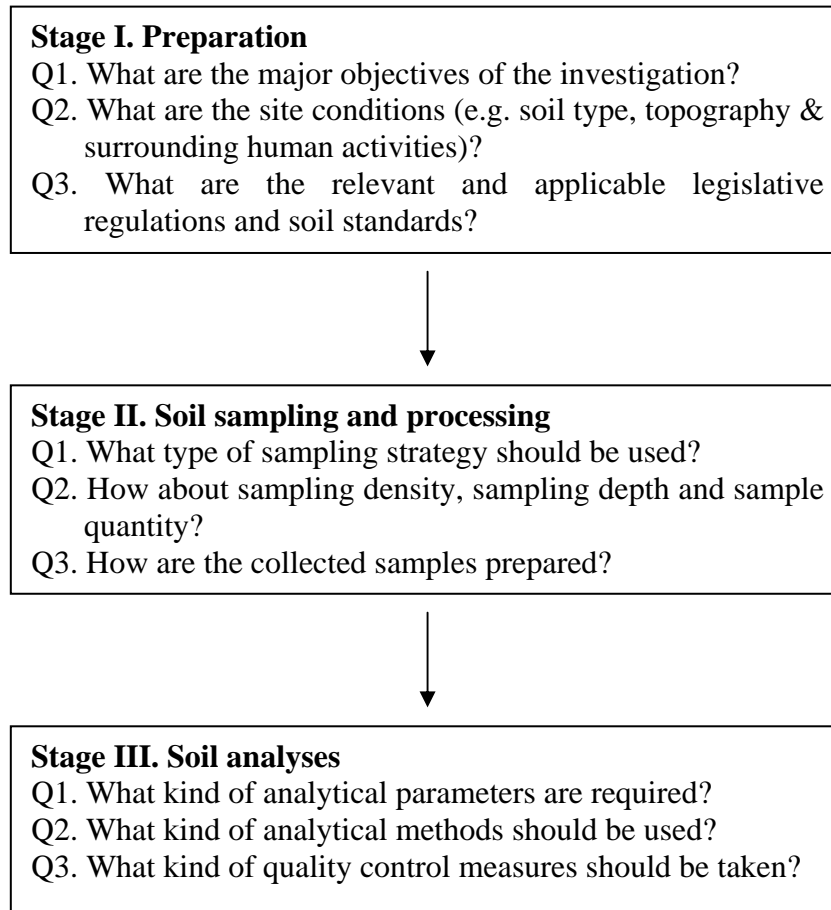 Stage I. Preparation
Q1. What are the major objectives of the investigation?
Q2. What are the site conditions (e.g. soil type, topography &
surrounding human activities)?
Q3. What are the relevant and applicable legislative
regulations and soil standards?
Stage II. Soil sampling and processing
Q1. What type of sampling strategy should be used?
Q2. How about sampling density, sampling depth and sample
quantity?
Q3. How are the collected samples prepared?
Stage III. Soil analyses
Q1. What kind of analytical parameters are required?
Q2. What kind of analytical methods should be used?
Q3. What kind of quality control measures should be taken?